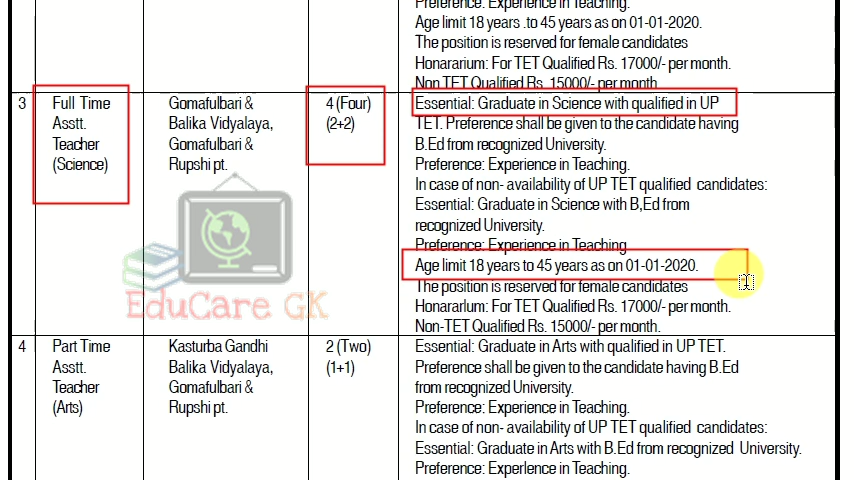 Preference: Experience in Teaching.
Age limit 18 years .to 45 years as on 01-01-2020.
The position is reserved for female candidates
Honararium: For TET Qualified Rs. 17000/- per month.
Non TET Qualified Rs. 15000/- per month
3 Full Time Gomafulbari & 4 (Four) Essential: Graduate in Science with qualified in UP
Asstt. Balika Vidyalaya, (2+2) TET. Preference shall be given to the candidate having
Teacher Gomafulbari & B.Ed from recognized University.
(Science) Rupshi pt. Preference: Experience in Teaching.
In case of non- availability of UP TET qualified candidates:
Essential: Graduate in Science with B,Ed from
recognized University.
Preference: Experience in Teaching
Age limit 18 years to 45 years as on 01-01-2020.
The position is reserved for female candidates
Honararlum: For TET Qualified Rs. 17000/- per month.
Non-TET Qualified Rs. 15000/- per month.
EduCare GK
4 Part Time Kasturba Gandhi 2 (Two) Essential: Graduate in Arts with qualified in UP TET.
Asstt. Balika Vidyalaya, (1+1) Preference shall be given to the candidate having B.Ed
Teacher Gomafulbari & from recognized University.
(Arts) Rupshi pt. Preference: Experience in Teaching.
In case of non- availability of UP TET qualified candidates:
Essential: Graduate in Arts with B.Ed from recognized University.
Preference: Experlence in Teaching.